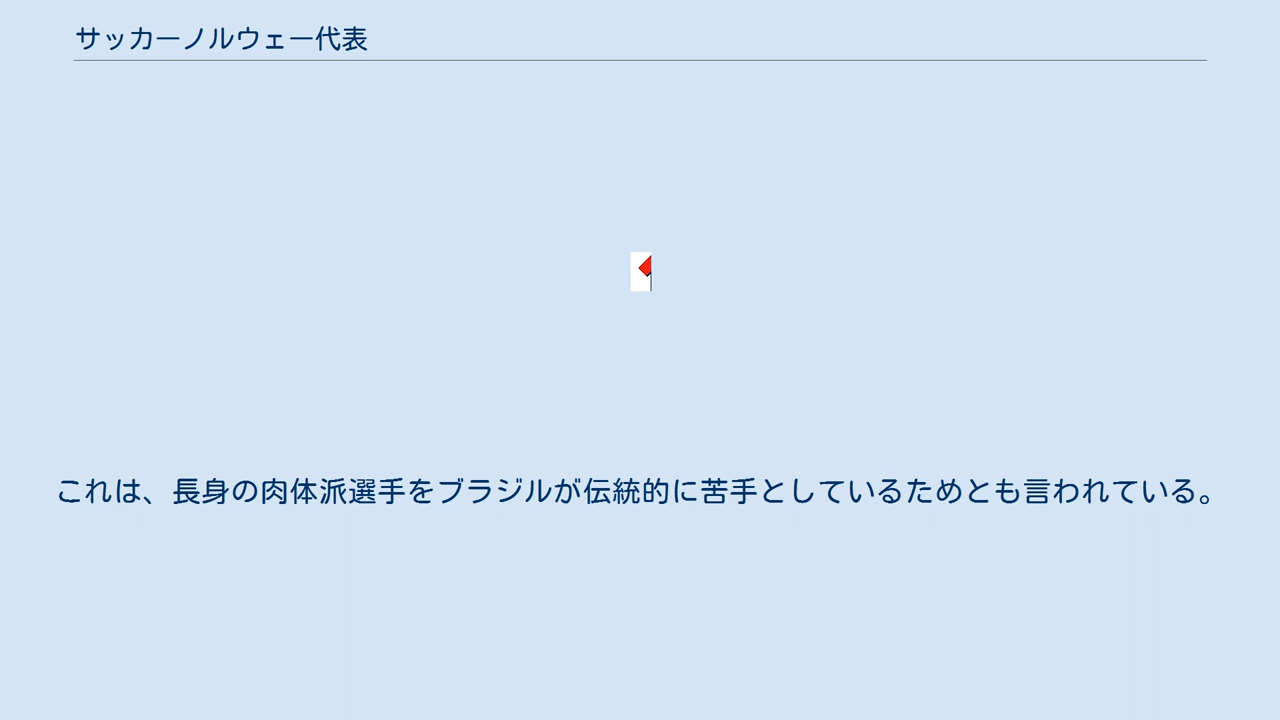 サッカーノルウェー代表
これは、長身の肉体派選手をブラジルが伝統的に苦手としているためとも言われている。